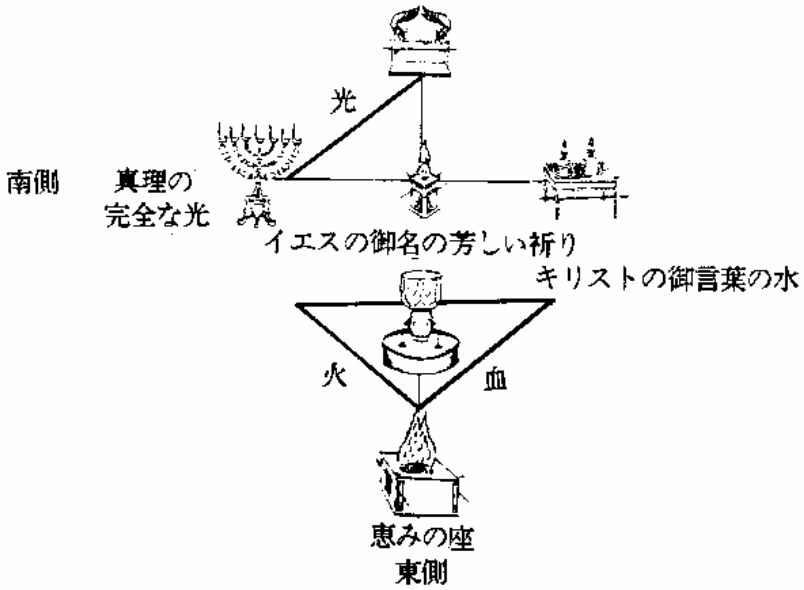 光
南側
真理の
完全な光
イエスの御名の芳しい祈り
キリストの御言葉の水
火
血
恵みの座
東側